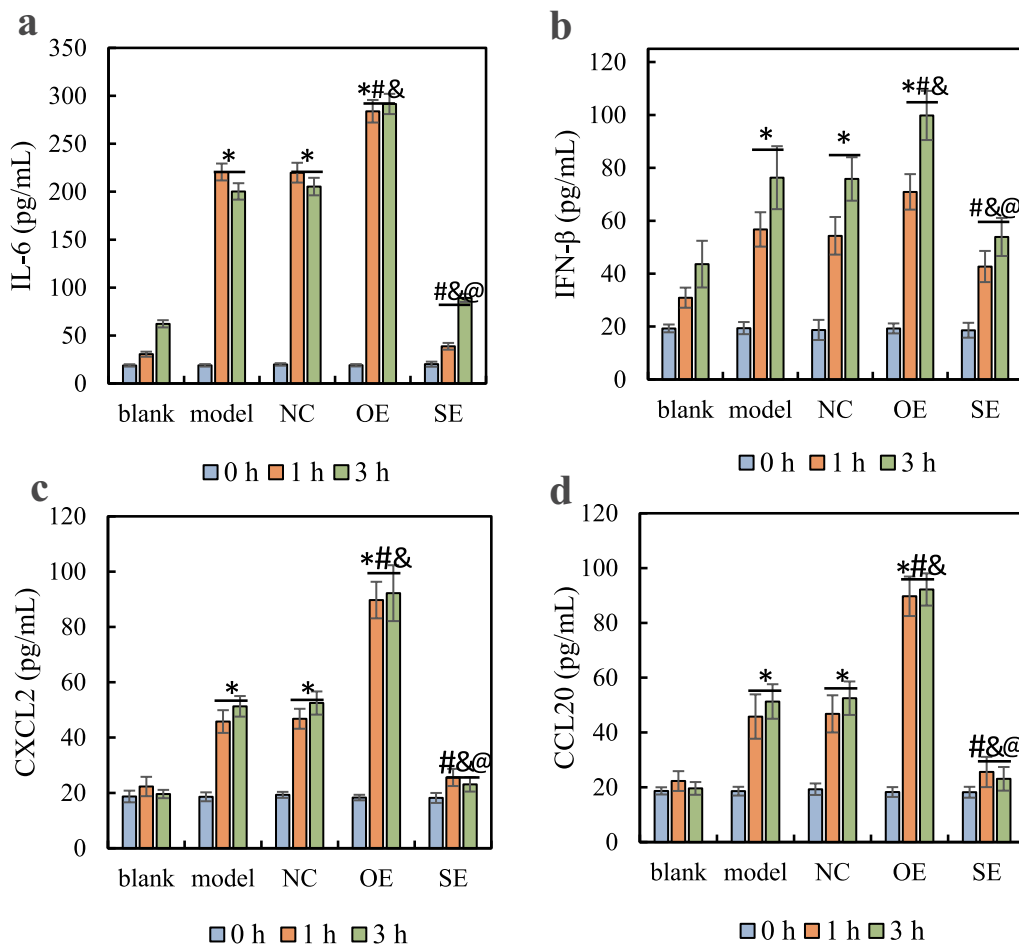 a
IL-6 (pg/mL)
350
300
250
200
150
100
50
0
*
*
*#&
#&@
blank model NC OE SE
0 h 1 h 3 h
b
IFN-β (pg/mL)
120
100
80
60
40
20
0
*
*
*#&
#&@
blank model NC OE SE
0 h 1 h 3 h
c
CXCL2 (pg/mL)
120
100
80
60
40
20
0
*
*
*#&
#&@
blank model NC OE SE
0 h 1 h 3 h
d
CCL20 (pg/mL)
120
100
80
60
40
20
0
*
*
*#&
#&@
blank model NC OE SE
0 h 1 h 3 h